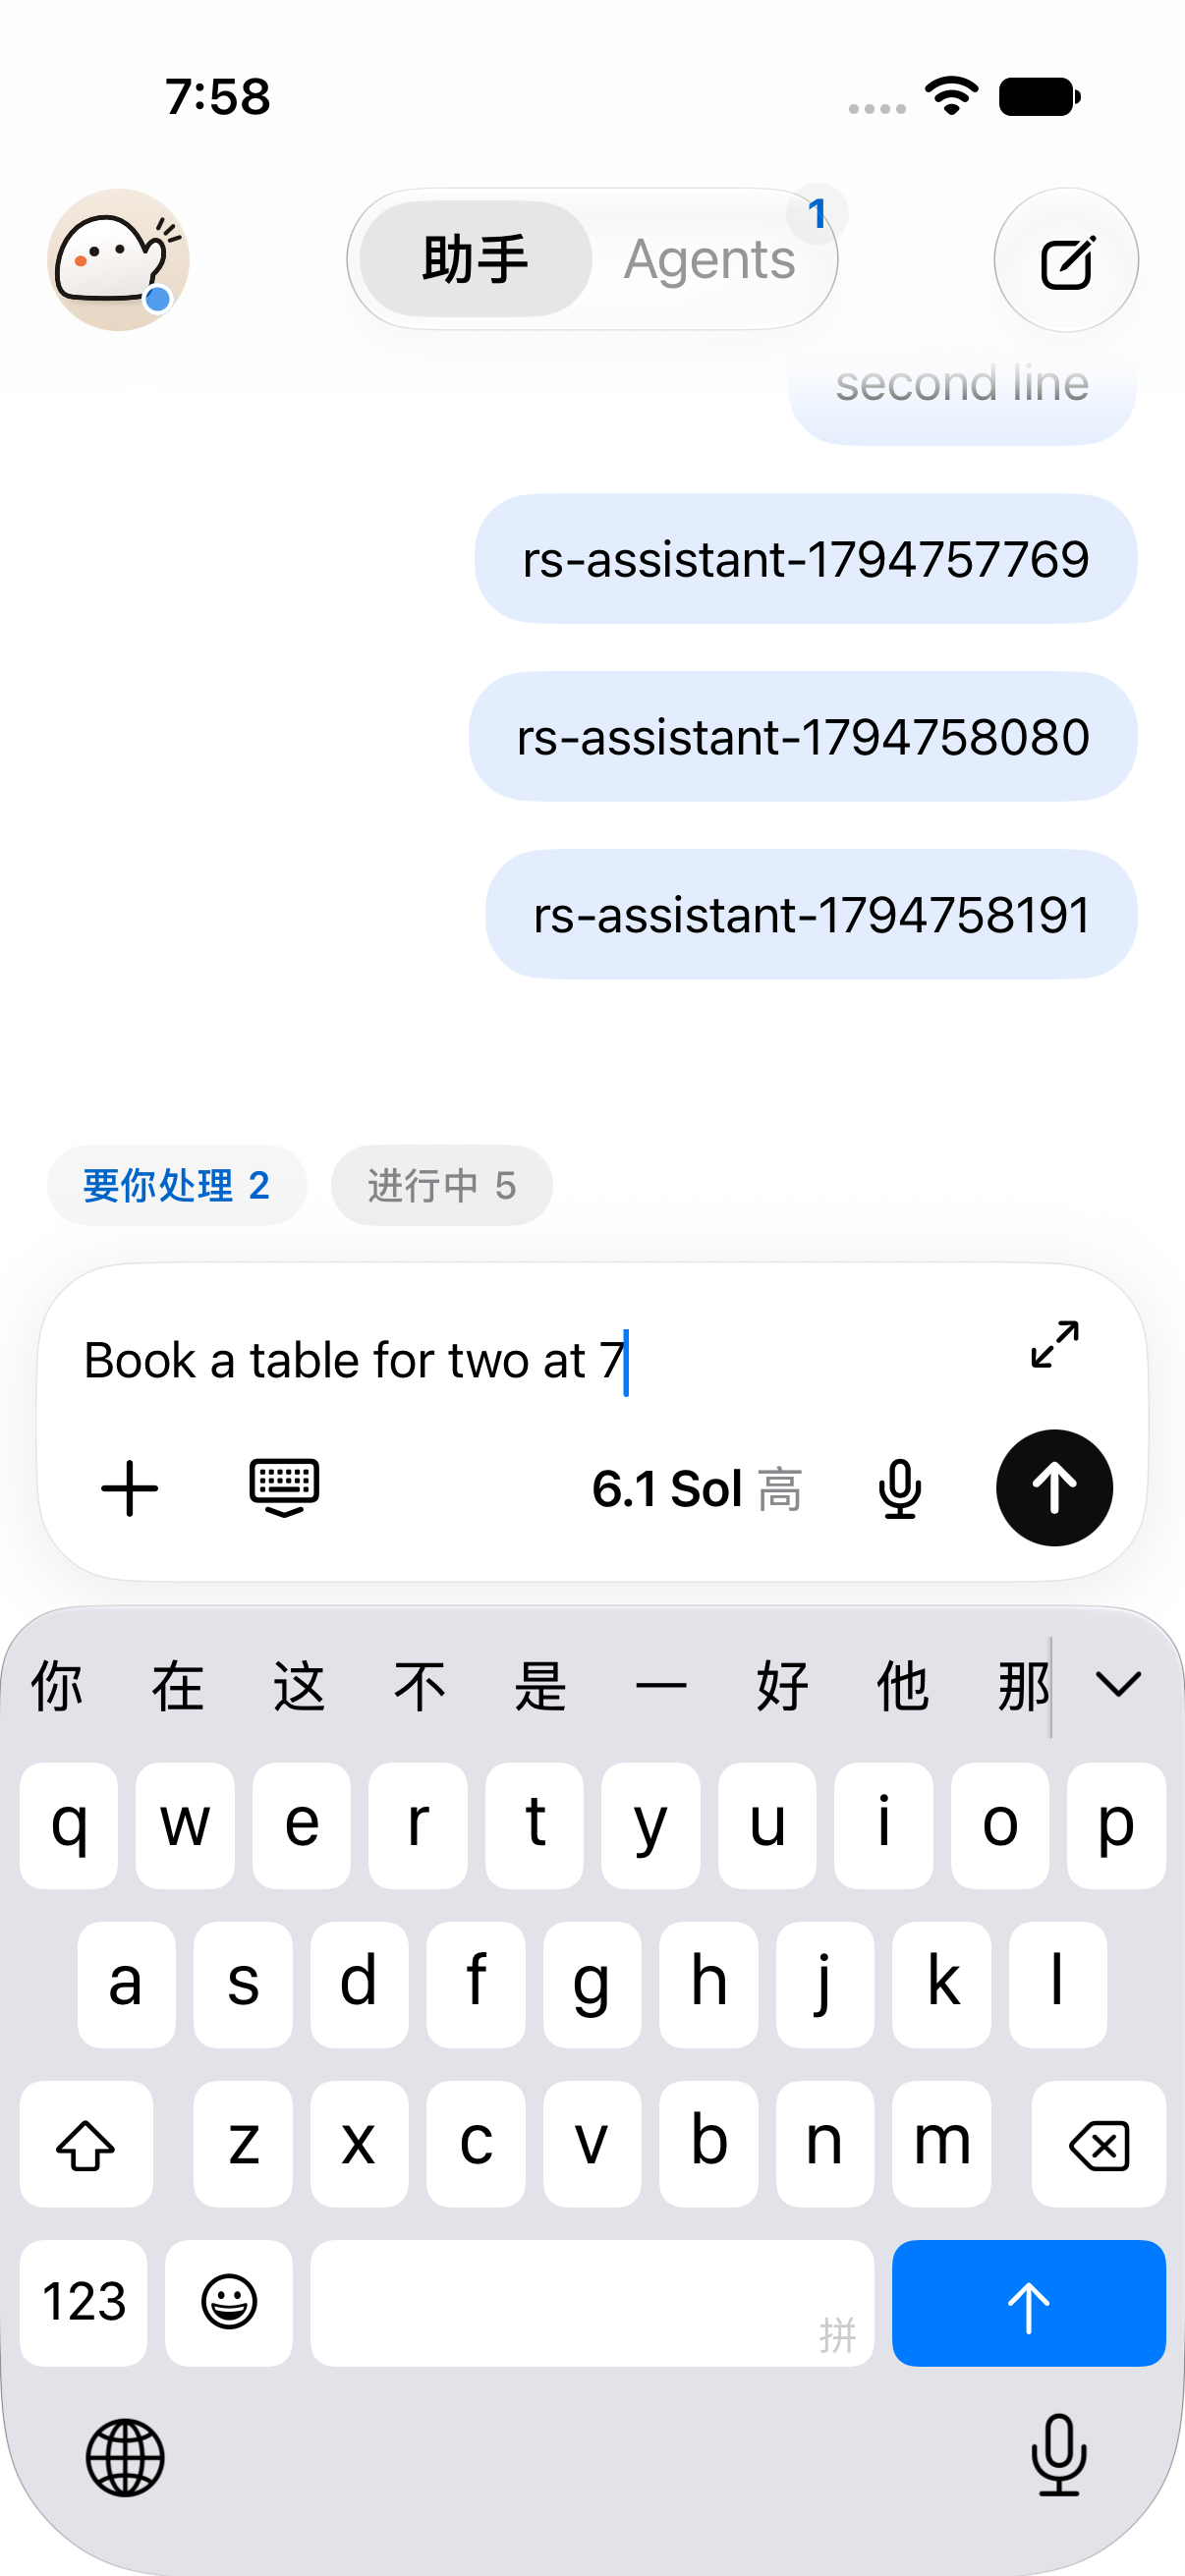 7:58
助手
Agents
1
second line
rs-assistant-1794757769
rs-assistant-1794758080
rs-assistant-1794758191
要你处理 2
进行中 5
Book a table for two at 7
6.1 Sol 高
你 在 这 不 是 一 好 他 那
q w e r t y u i o p
a s d f g h j k l
z x c v b n m
123
拼